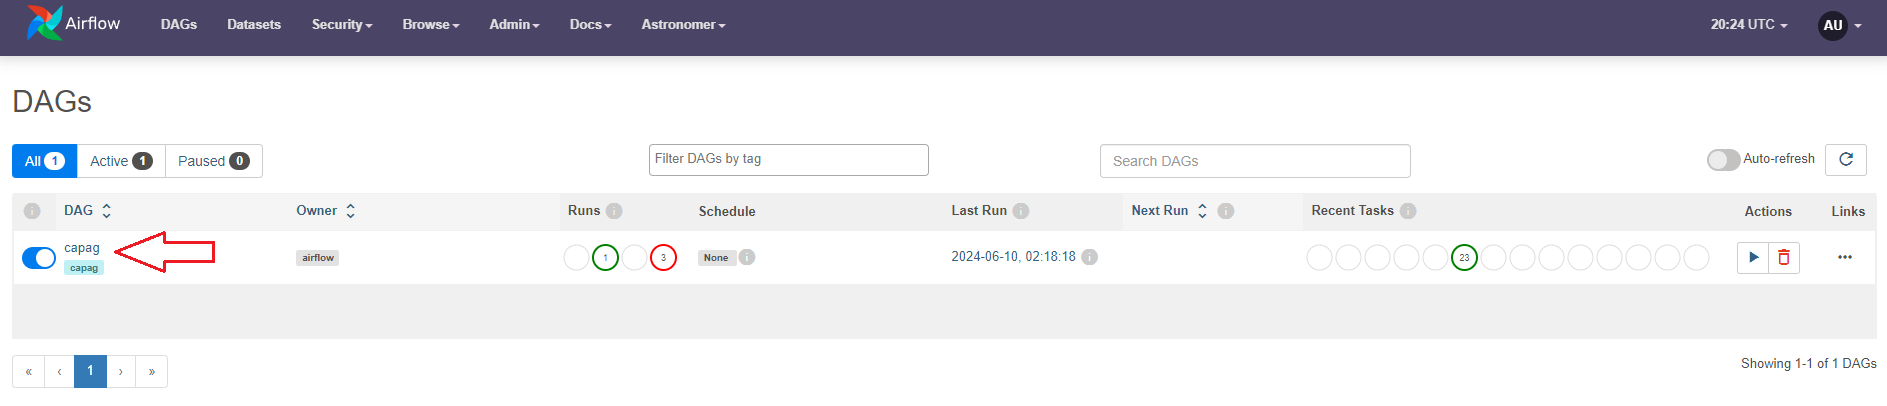 Airflow DAGs Datasets Security Browse Admin Docs Astronomer 20:24 UTC AU
DAGs
All 1 Active 1 Paused 0 Filter DAGs by tag Search DAGs Auto-refresh
i DAG Owner Runs i Schedule Last Run i Next Run i Recent Tasks i Actions Links
capag airflow 1 3 None i 2024-06-10, 02:18:18 i 23 ...
capag
« ‹ 1 › » Showing 1-1 of 1 DAGs